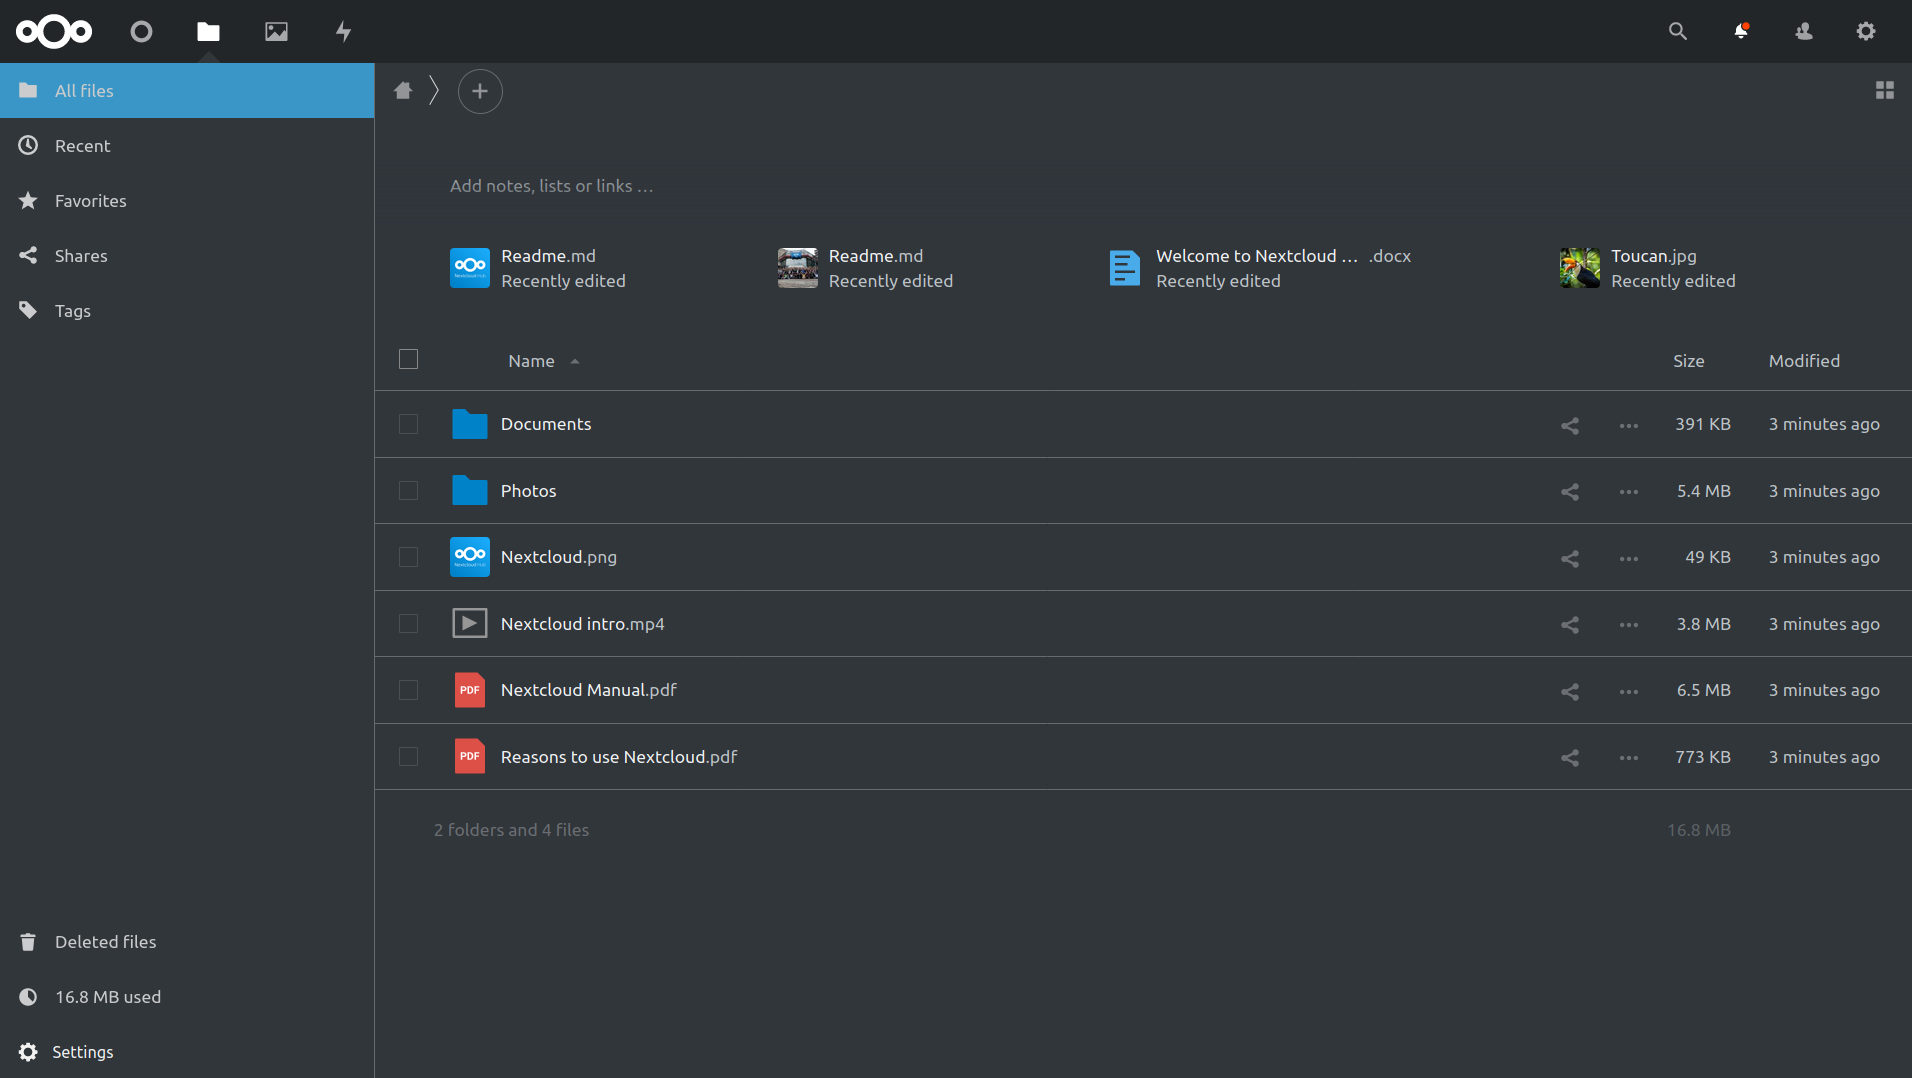 All files
Recent
Favorites
Shares
Tags
Deleted files
16.8 MB used
Settings
Add notes, lists or links ...
Readme.md
Recently edited
Readme.md
Recently edited
Welcome to Nextcloud ... .docx
Recently edited
Toucan.jpg
Recently edited
Name Size Modified
Documents 391 KB 3 minutes ago
Photos 5.4 MB 3 minutes ago
Nextcloud.png 49 KB 3 minutes ago
Nextcloud intro.mp4 3.8 MB 3 minutes ago
PDF Nextcloud Manual.pdf 6.5 MB 3 minutes ago
PDF Reasons to use Nextcloud.pdf 773 KB 3 minutes ago
2 folders and 4 files 16.8 MB